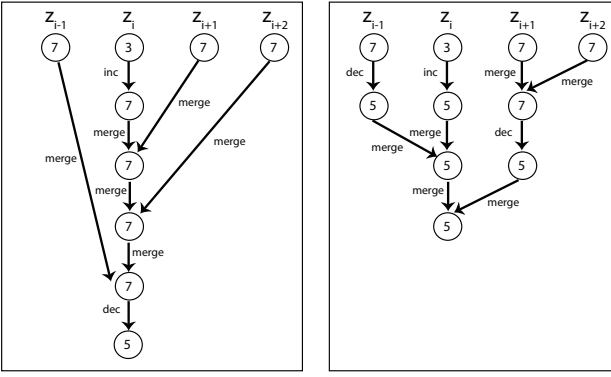 Z_{i-1} Z_i Z_{i+1} Z_{i+2}
7 3 7 7
inc
7
merge
merge
merge
merge
7
merge
7
merge
7
dec
5
Z_{i-1} Z_i Z_{i+1} Z_{i+2}
7 3 7 7
dec inc merge merge
5 5 7
merge merge dec
5 5
merge merge
5